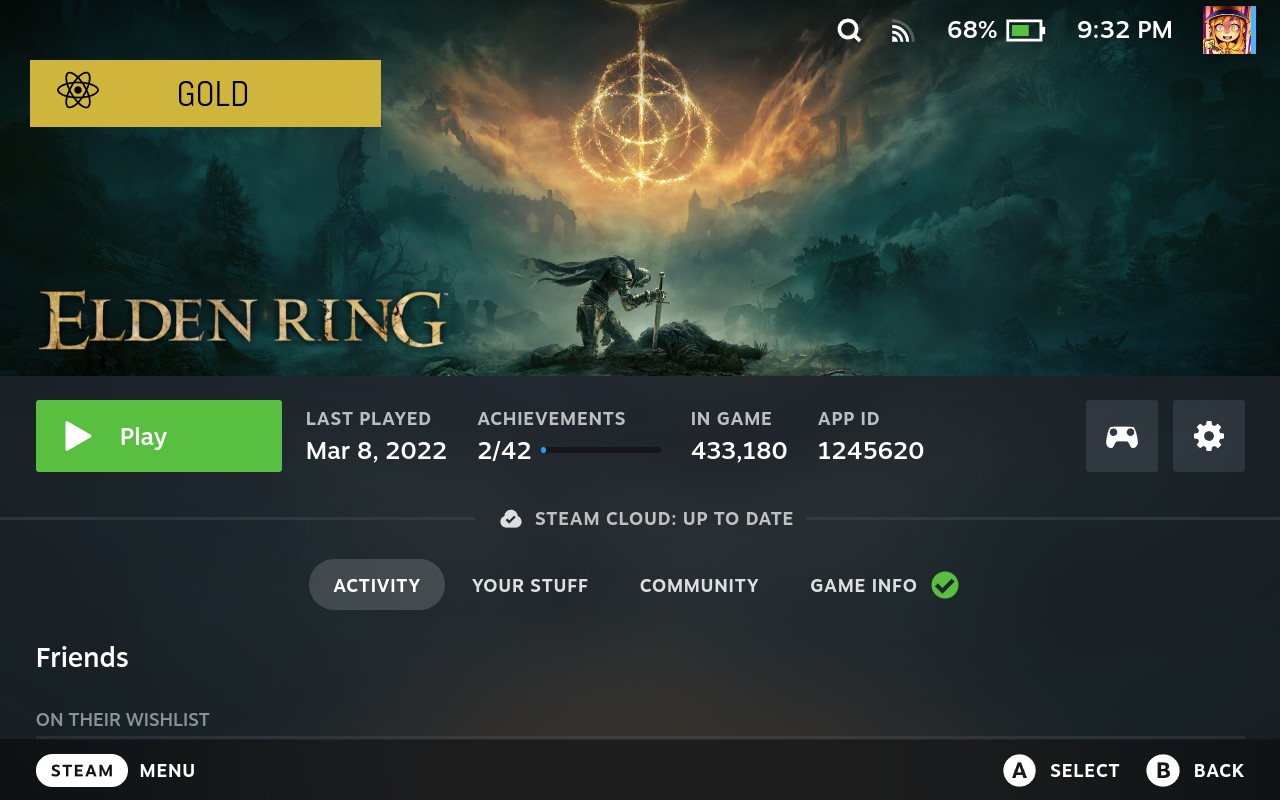 68% 9:32 PM
GOLD
ELDEN RING
Play
LAST PLAYED ACHIEVEMENTS IN GAME APP ID
Mar 8, 2022 2/42 433,180 1245620
STEAM CLOUD: UP TO DATE
ACTIVITY YOUR STUFF COMMUNITY GAME INFO
Friends
ON THEIR WISHLIST
STEAM MENU A SELECT B BACK